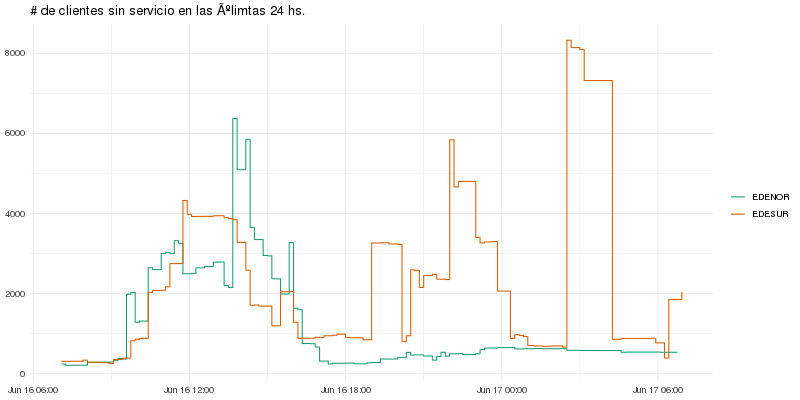 # de clientes sin servicio en las Ãºlimtas 24 hs.
8000
6000
4000
2000
0
Jun 16 06:00
Jun 16 12:00
Jun 16 18:00
Jun 17 00:00
Jun 17 06:00
EDENOR
EDESUR